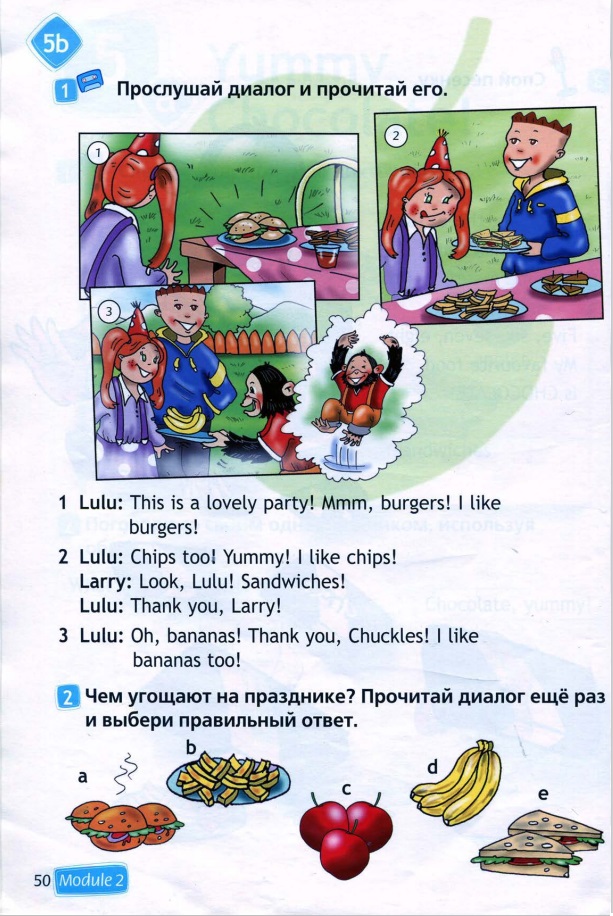 5b
1 Прослушай диалог и прочитай его.
1
2
3
1 Lulu: This is a lovely party! Mmm, burgers! I like
burgers!
2 Lulu: Chips too! Yummy! I like chips!
Larry: Look, Lulu! Sandwiches!
Lulu: Thank you, Larry!
3 Lulu: Oh, bananas! Thank you, Chuckles! I like
bananas too!
2 Чем угощают на празднике? Прочитай диалог ещё раз
и выбери правильный ответ.
a
b
c
d
e
50 Module 2